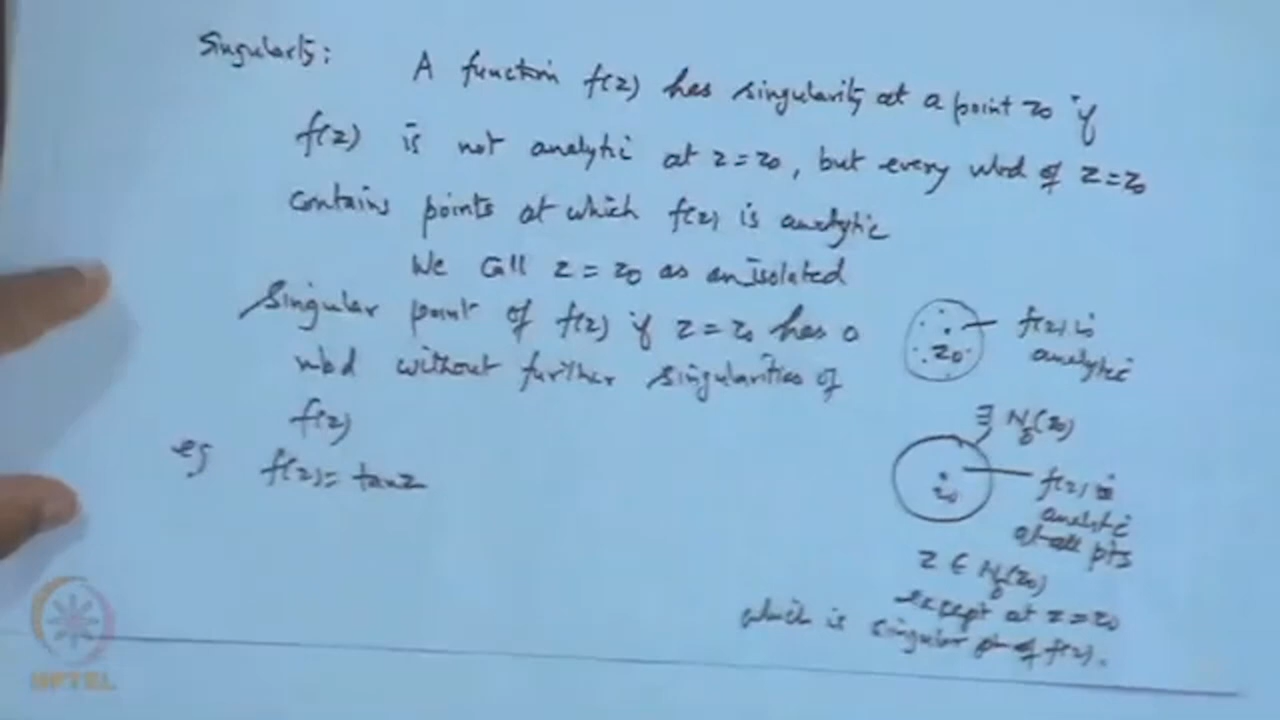 Singularity:
A function f(z) has singularity at a point z0 if
f(z) is not analytic at z=z0, but every nbd of z=z0
contains points at which f(z) is analytic
We call z=z0 as an isolated
Singular point of f(z) if z=z0 has a
nbd without further singularities of
f(z)
eg f(z)= tanz
z0
f(z) is
analytic
∃ Nδ(z0)
z0
f(z) is
analytic
at all pts
z ∈ Nδ(z0)
except at z=z0
which is singular pt of f(z).
NPTEL